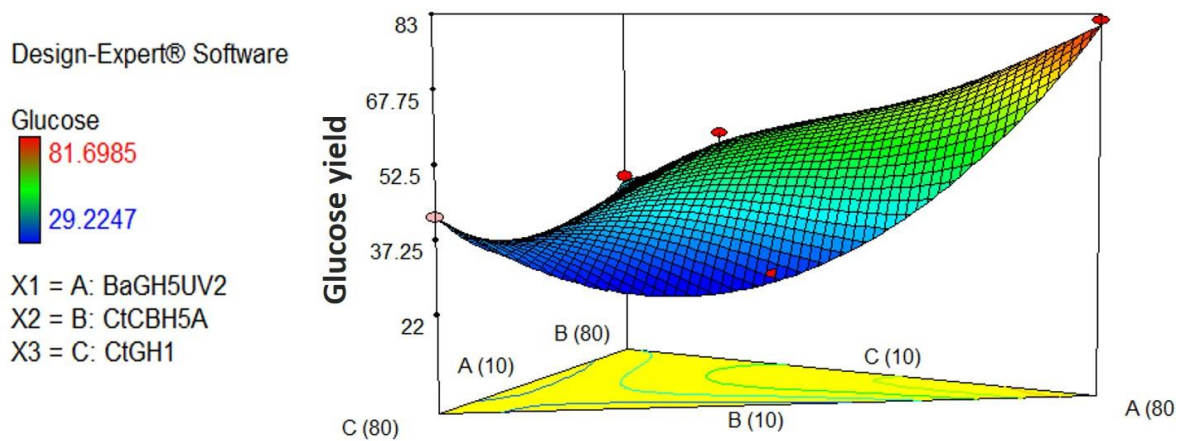 Design-Expert® Software
Glucose
81.6985
29.2247
X1 = A: BaGH5UV2
X2 = B: CtCBH5A
X3 = C: CtGH1
Glucose yield
83
67.75
52.5
37.25
22
B (80)
A (10)
C (10)
C (80)
B (10)
A (80